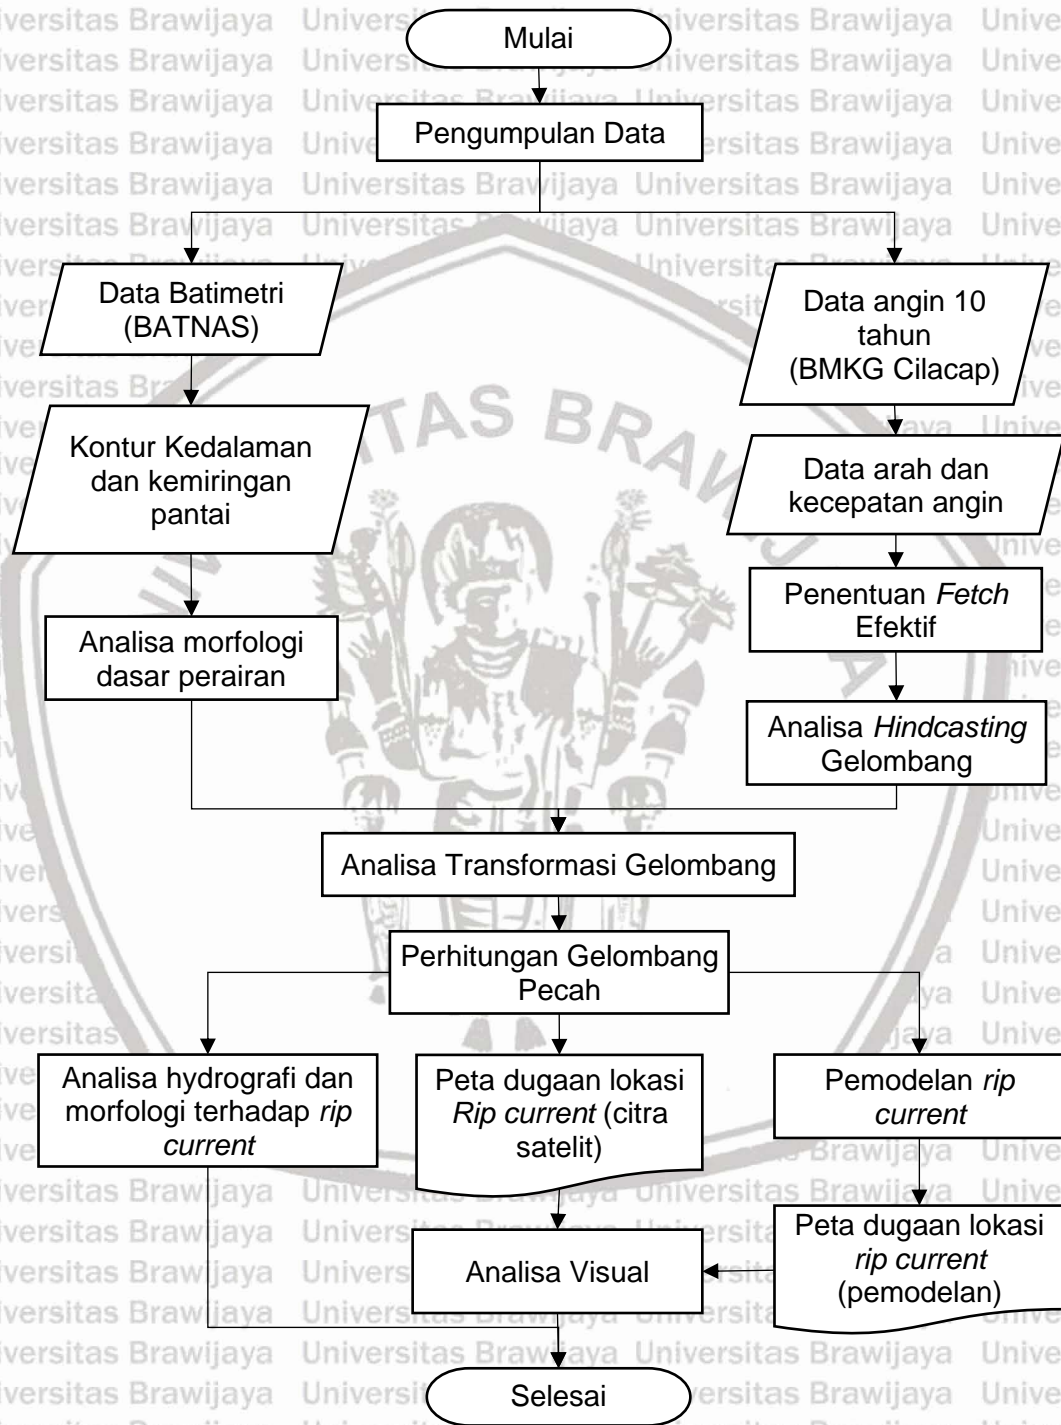 Mulai
Pengumpulan Data
Data Batimetri
(BATNAS)
Data angin 10
tahun
(BMKG Cilacap)
Kontur Kedalaman
dan kemiringan
pantai
Data arah dan
kecepatan angin
Penentuan Fetch
Efektif
Analisa morfologi
dasar perairan
Analisa Hindcasting
Gelombang
Analisa Transformasi Gelombang
Perhitungan Gelombang
Pecah
Analisa hydrografi dan
morfologi terhadap rip
current
Peta dugaan lokasi
Rip current (citra
satelit)
Pemodelan rip
current
Peta dugaan lokasi
rip current
(pemodelan)
Analisa Visual
Selesai
Universitas Brawijaya